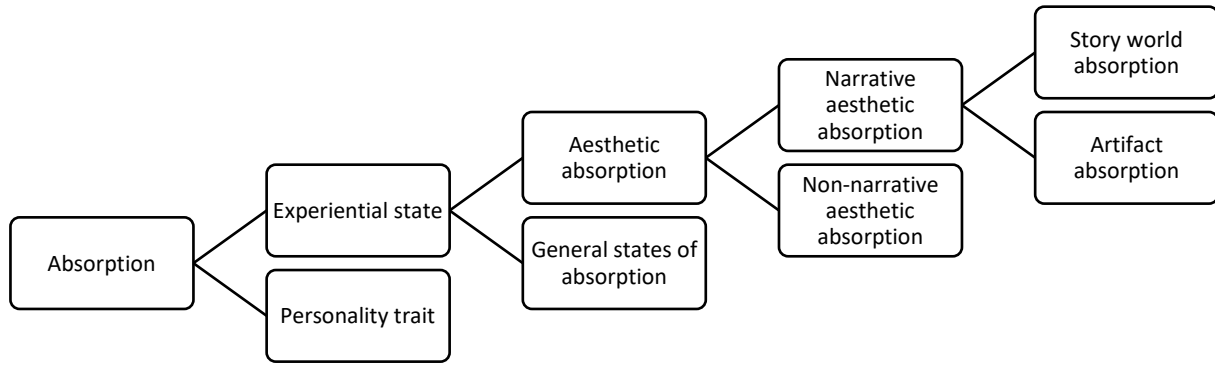 Absorption
Experiential state
Personality trait
Aesthetic
absorption
General states of
absorption
Narrative
aesthetic
absorption
Non-narrative
aesthetic
absorption
Story world
absorption
Artifact
absorption